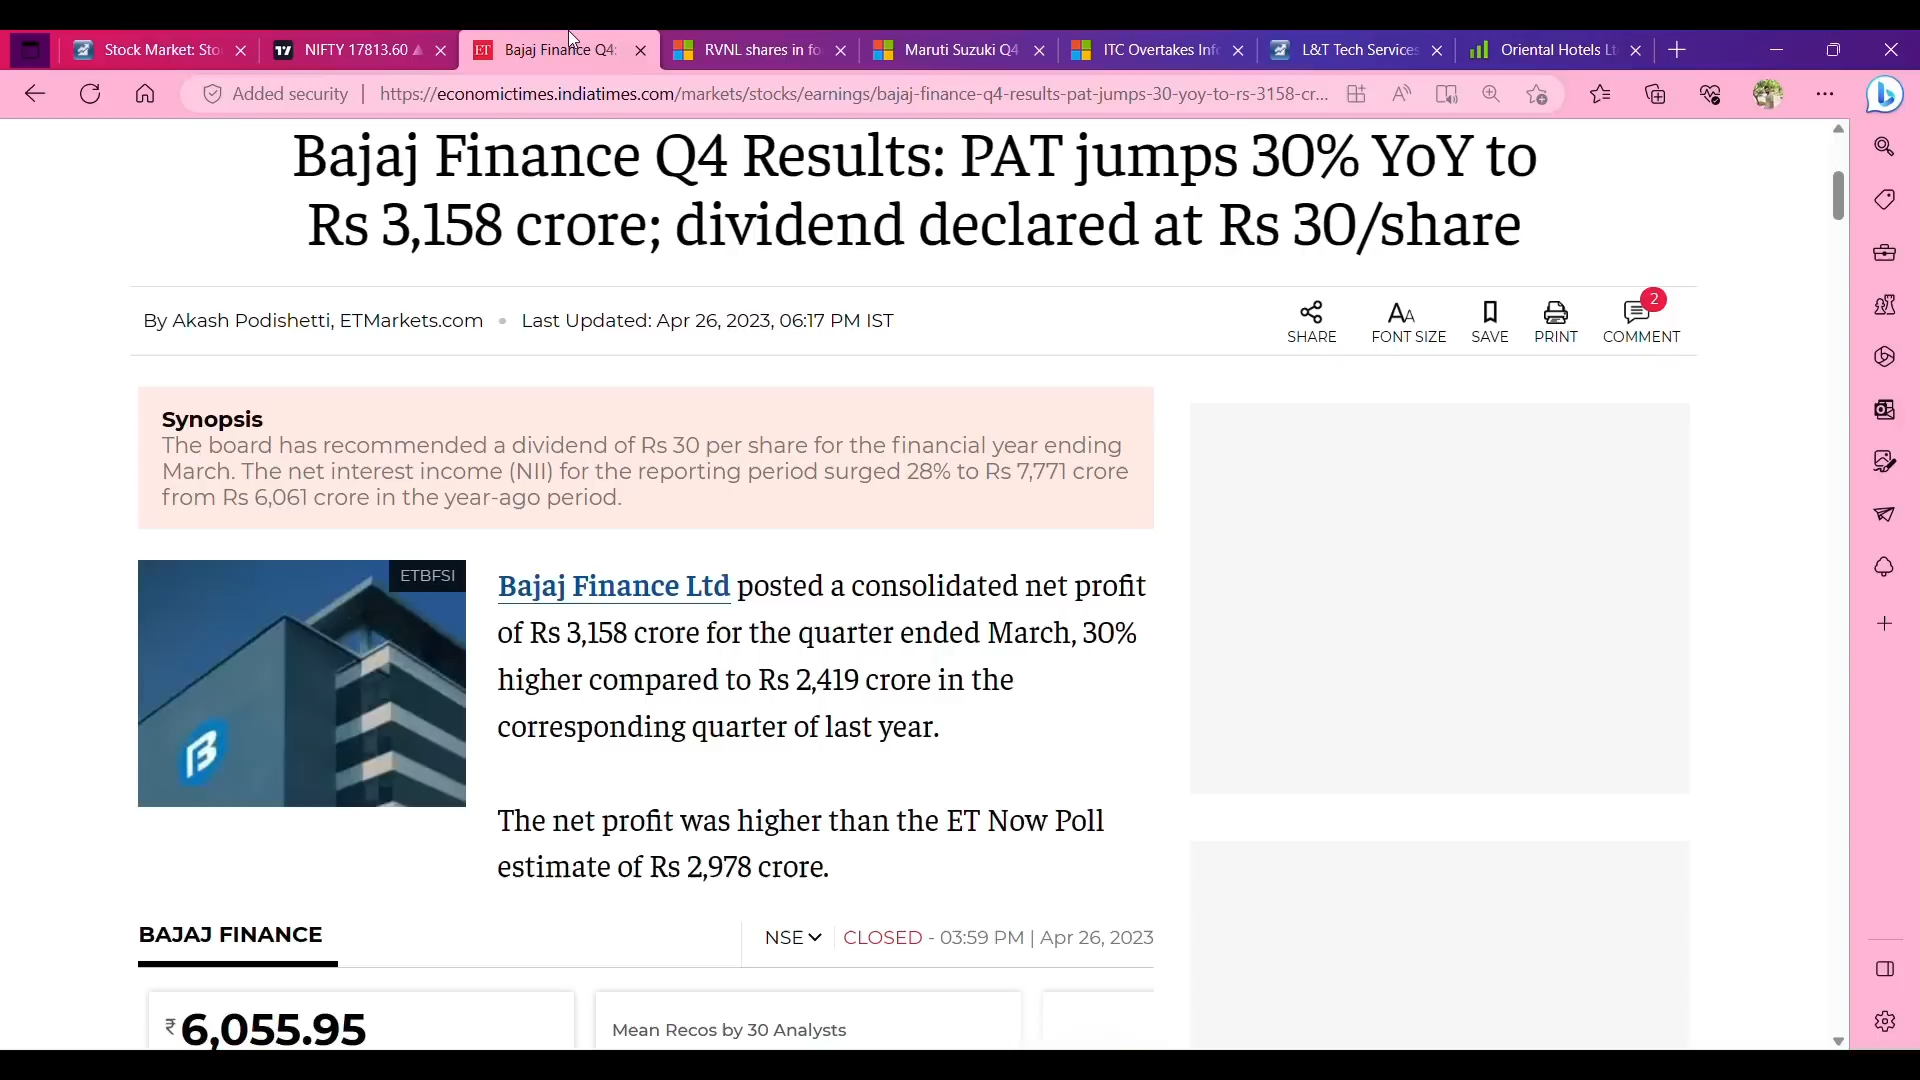 Stock Market: Sto
NIFTY 17813.60
Bajaj Finance Q4:
RVNL shares in fo
Maruti Suzuki Q4
ITC Overtakes Info
L&T Tech Services
Oriental Hotels Lt
Added security
https://economictimes.indiatimes.com/markets/stocks/earnings/bajaj-finance-q4-results-pat-jumps-30-yoy-to-rs-3158-cr...
Bajaj Finance Q4 Results: PAT jumps 30% YoY to
Rs 3,158 crore; dividend declared at Rs 30/share
By Akash Podishetti, ETMarkets.com • Last Updated: Apr 26, 2023, 06:17 PM IST
SHARE
FONT SIZE
SAVE
PRINT
2
COMMENT
Synopsis
The board has recommended a dividend of Rs 30 per share for the financial year ending
March. The net interest income (NII) for the reporting period surged 28% to Rs 7,771 crore
from Rs 6,061 crore in the year-ago period.
ETBFSI
Bajaj Finance Ltd posted a consolidated net profit
of Rs 3,158 crore for the quarter ended March, 30%
higher compared to Rs 2,419 crore in the
corresponding quarter of last year.
The net profit was higher than the ET Now Poll
estimate of Rs 2,978 crore.
BAJAJ FINANCE
NSE
CLOSED - 03:59 PM | Apr 26, 2023
₹6,055.95
Mean Recos by 30 Analysts